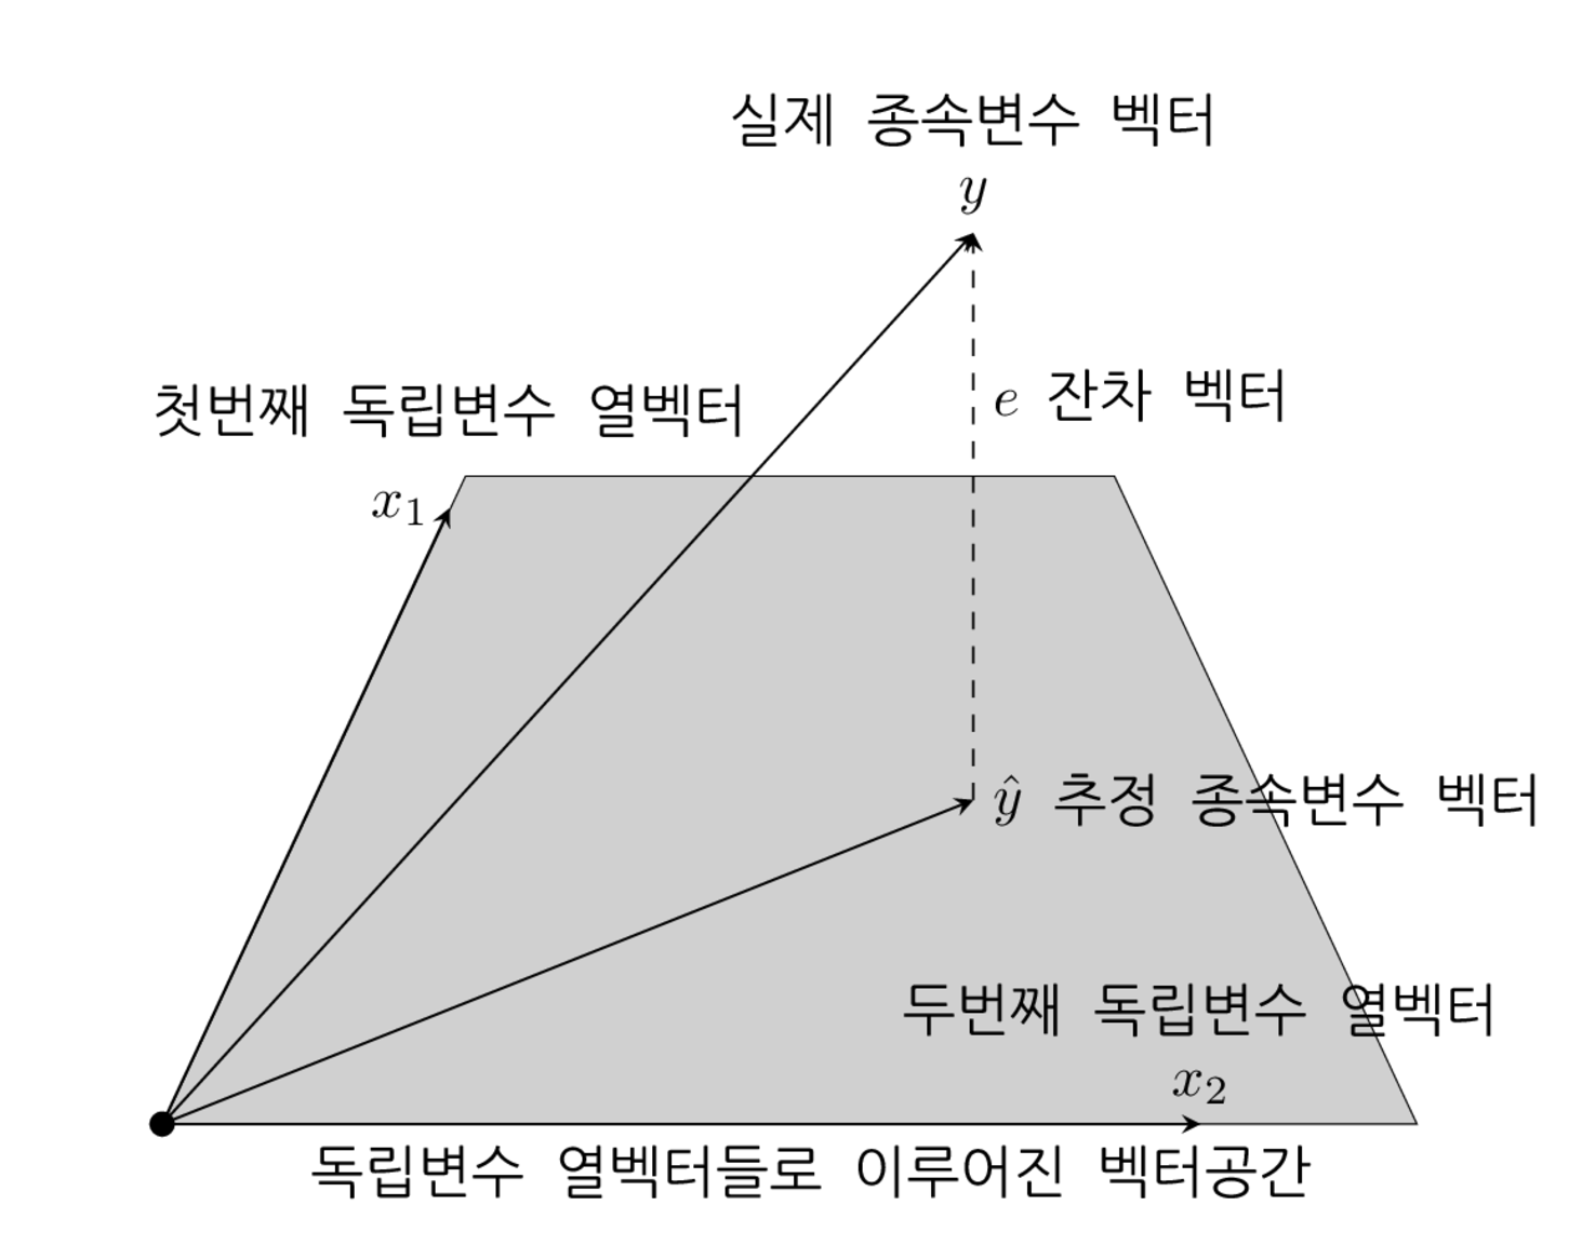 실제 종속변수 벡터
y
첫번째 독립변수 열벡터
e 잔차 벡터
x₁
ŷ 추정 종속변수 벡터
두번째 독립변수 열벡터
x₂
독립변수 열벡터들로 이루어진 벡터공간